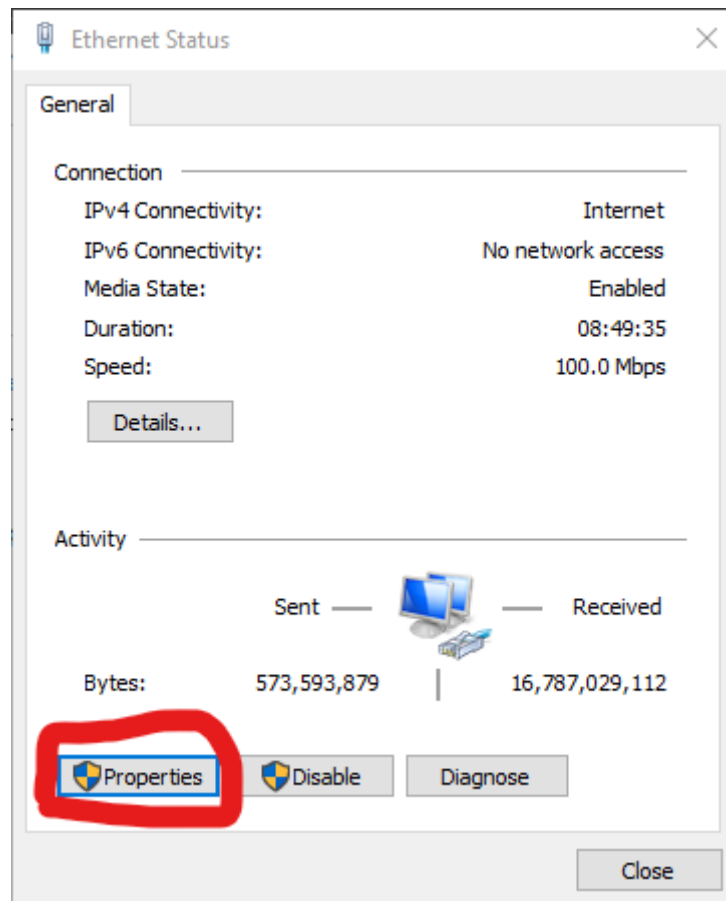 Ethernet Status
General
Connection
IPv4 Connectivity: Internet
IPv6 Connectivity: No network access
Media State: Enabled
Duration: 08:49:35
Speed: 100.0 Mbps
Details...
Activity
Sent Received
Bytes: 573,593,879 16,787,029,112
Properties Disable Diagnose
Close